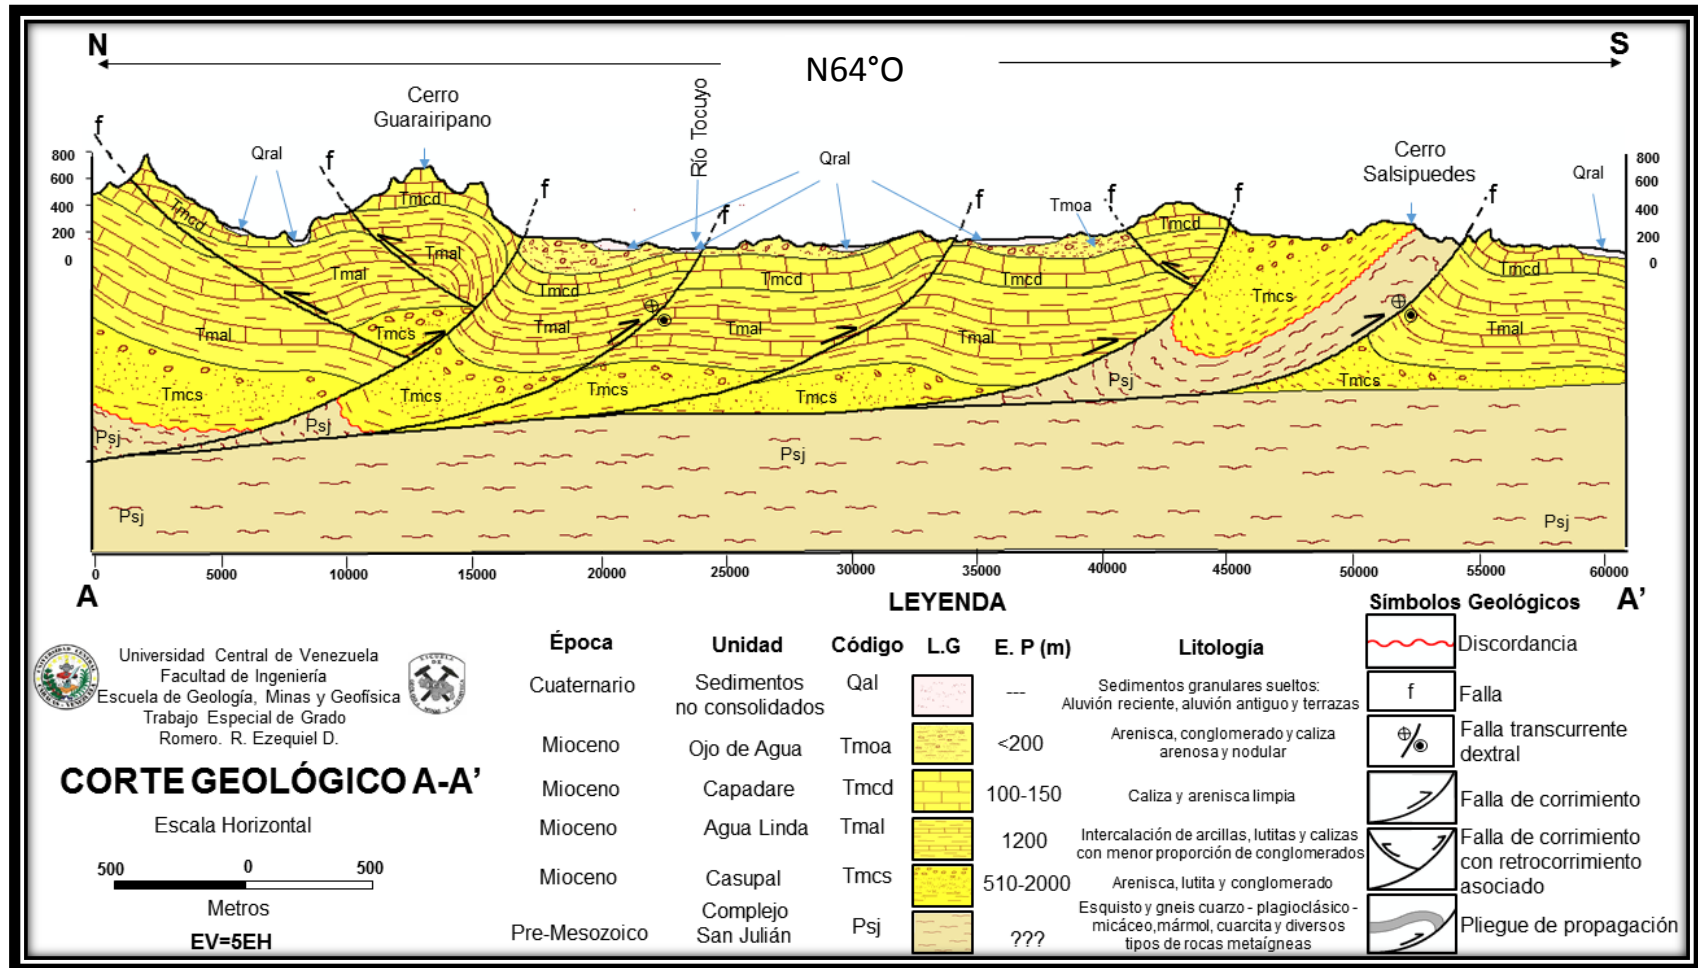 N
S
N64°O
Cerro
Guarairipano
Río Tocuyo
Cerro
Salsipuedes
f
f
f
f
f
f
f
f
Qral
Qral
Qral
Tmoa
800
600
400
200
0
800
600
400
200
0
Tmcd
Tmcd
Tmcd
Tmcd
Tmcd
Tmcd
Tmcd
Tmal
Tmal
Tmal
Tmal
Tmal
Tmal
Tmal
Tmcs
Tmcs
Tmcs
Tmcs
Tmcs
Tmcs
Tmcs
Psj
Psj
Psj
Psj
Psj
Psj
0
5000
10000
15000
20000
25000
30000
35000
40000
45000
50000
55000
60000
A
A’
Universidad Central de Venezuela
Facultad de Ingeniería
Escuela de Geología, Minas y Geofísica
Trabajo Especial de Grado
Romero. R. Ezequiel D.
CORTE GEOLÓGICO A-A’
Escala Horizontal
500 0 500
Metros
EV=5EH
LEYENDA
Época Unidad Código L.G E. P (m) Litología
Cuaternario Sedimentos no consolidados Qal --- Sedimentos granulares sueltos:
Aluvión reciente, aluvión antiguo y terrazas
Mioceno Ojo de Agua Tmoa <200 Arenisca, conglomerado y caliza
arenosa y nodular
Mioceno Capadare Tmcd 100-150 Caliza y arenisca limpia
Mioceno Agua Linda Tmal 1200 Intercalación de arcillas, lutitas y calizas
con menor proporción de conglomerados
Mioceno Casupal Tmcs 510-2000 Arenisca, lutita y conglomerado
Pre-Mesozoico Complejo San Julián Psj ??? Esquisto y gneis cuarzo - plagioclásico -
micáceo, mármol, cuarcita y diversos
tipos de rocas metaígneas
Símbolos Geológicos
Discordancia
f Falla
Falla transcurrente
dextral
Falla de corrimiento
Falla de corrimiento
con retrocorrimiento
asociado
Pliegue de propagación